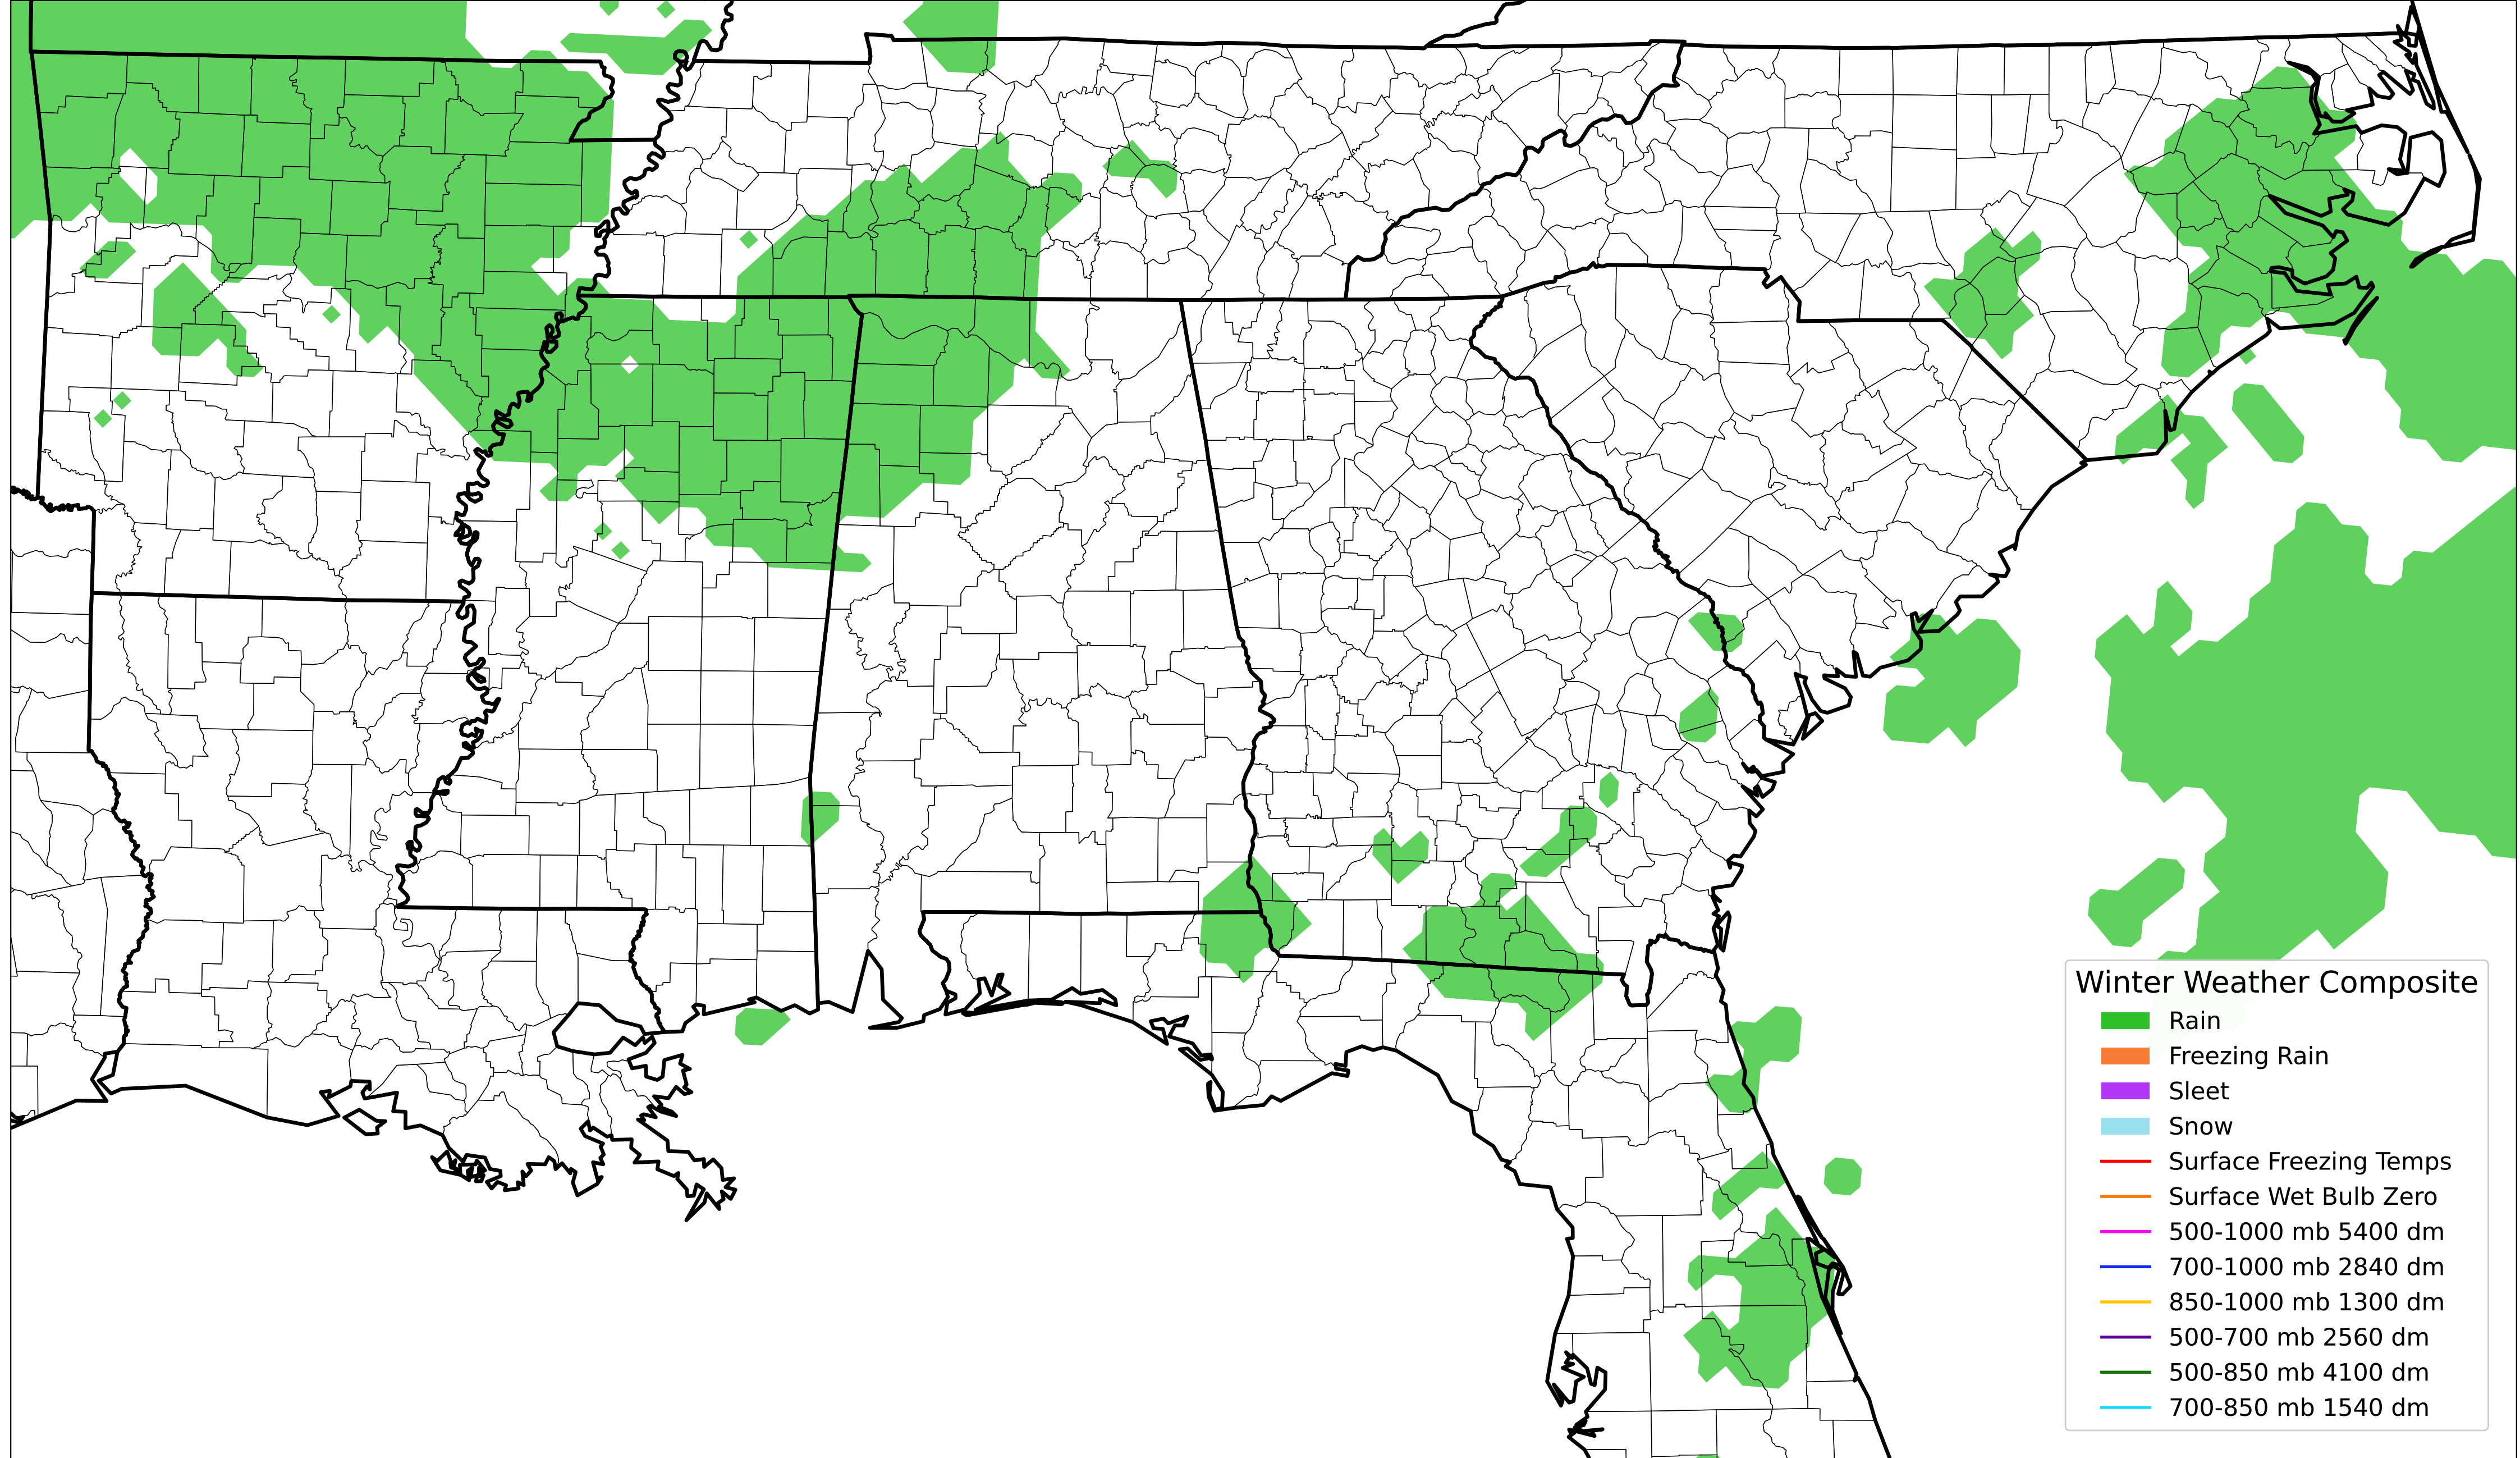 Winter Weather Composite
Rain
Freezing Rain
Sleet
Snow
Surface Freezing Temps
Surface Wet Bulb Zero
500-1000 mb 5400 dm
700-1000 mb 2840 dm
850-1000 mb 1300 dm
500-700 mb 2560 dm
500-850 mb 4100 dm
700-850 mb 1540 dm